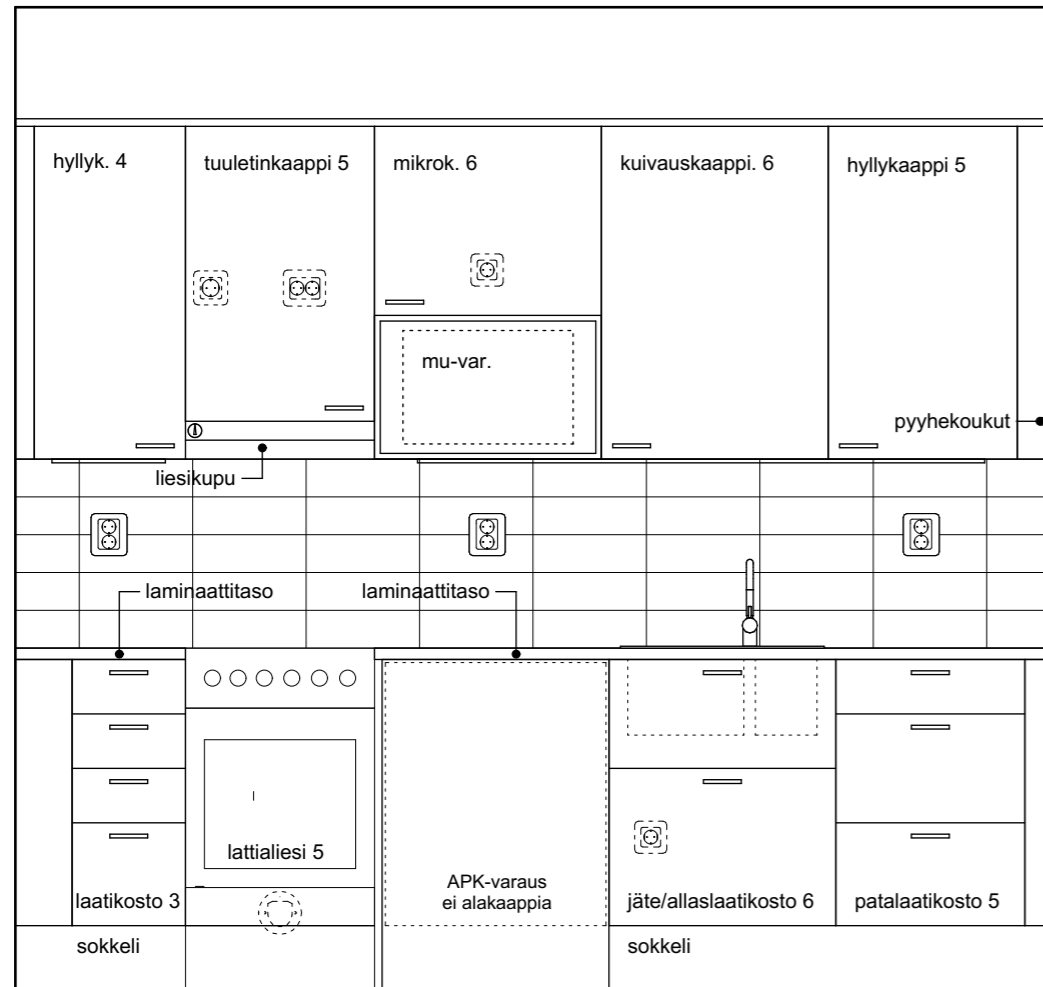 hyllyk. 4
tuuletinkaappi 5
mikrok. 6
kuivauskaappi. 6
hyllykaappi 5
mu-var.
pyyhekoukut
liesikupu
laminaattitaso
laminaattitaso
lattialiesi 5
laatikosto 3
APK-varaus
ei alakaappia
jäte/allaslaatikosto 6
patalaatikosto 5
sokkeli
sokkeli